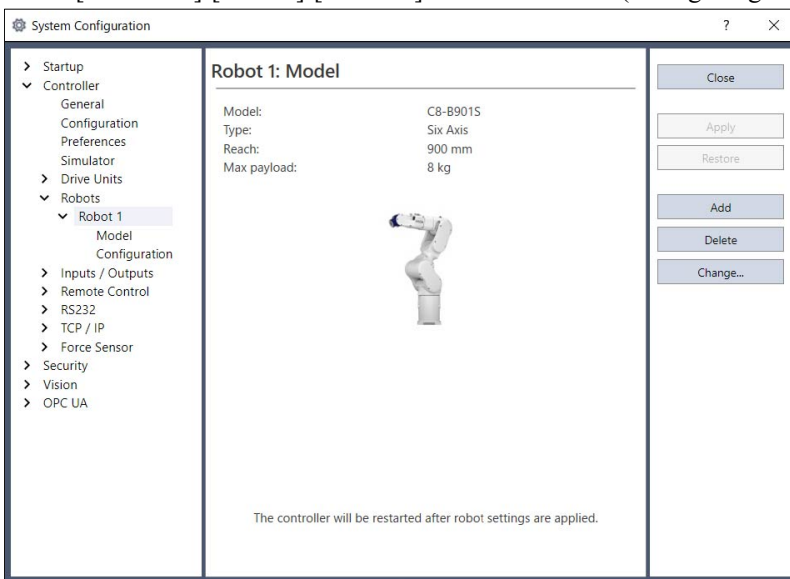 System Configuration
? ×
Startup
Controller
General
Configuration
Preferences
Simulator
Drive Units
Robots
Robot 1
Model
Configuration
Inputs / Outputs
Remote Control
RS232
TCP / IP
Force Sensor
Security
Vision
OPC UA
Robot 1: Model
Model: C8-B901S
Type: Six Axis
Reach: 900 mm
Max payload: 8 kg
The controller will be restarted after robot settings are applied.
Close
Apply
Restore
Add
Delete
Change...